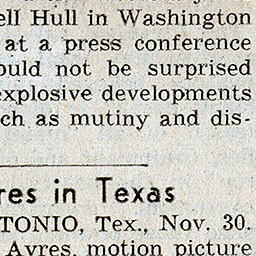 ell Hull in Washington
at a press conference
ould not be surprised
explosive developments
ch as mutiny and dis-
res in Texas
TONIO, Tex., Nov. 30.
Ayres, motion picture